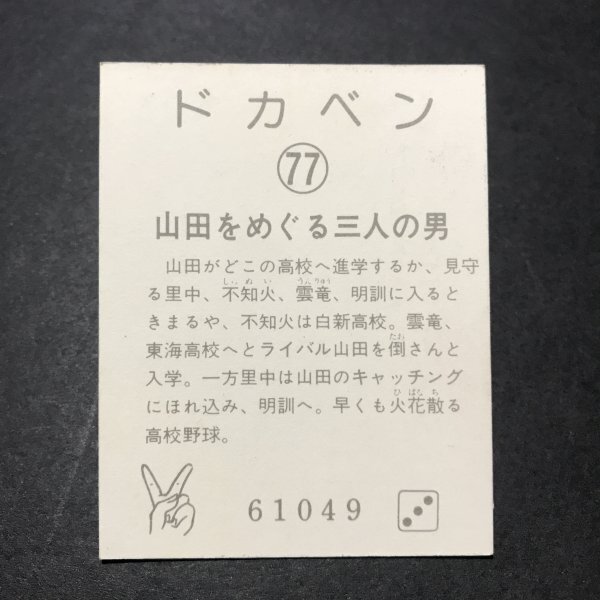 ドカベン
77
山田をめぐる三人の男
山田がどこの高校へ進学するか、見守
る里中、不知火、雲竜、明訓に入ると
きまるや、不知火は白新高校。雲竜、
東海高校へとライバル山田を倒さんと
入学。一方里中は山田のキャッチング
にほれ込み、明訓へ。早くも火花散る
高校野球。
61049